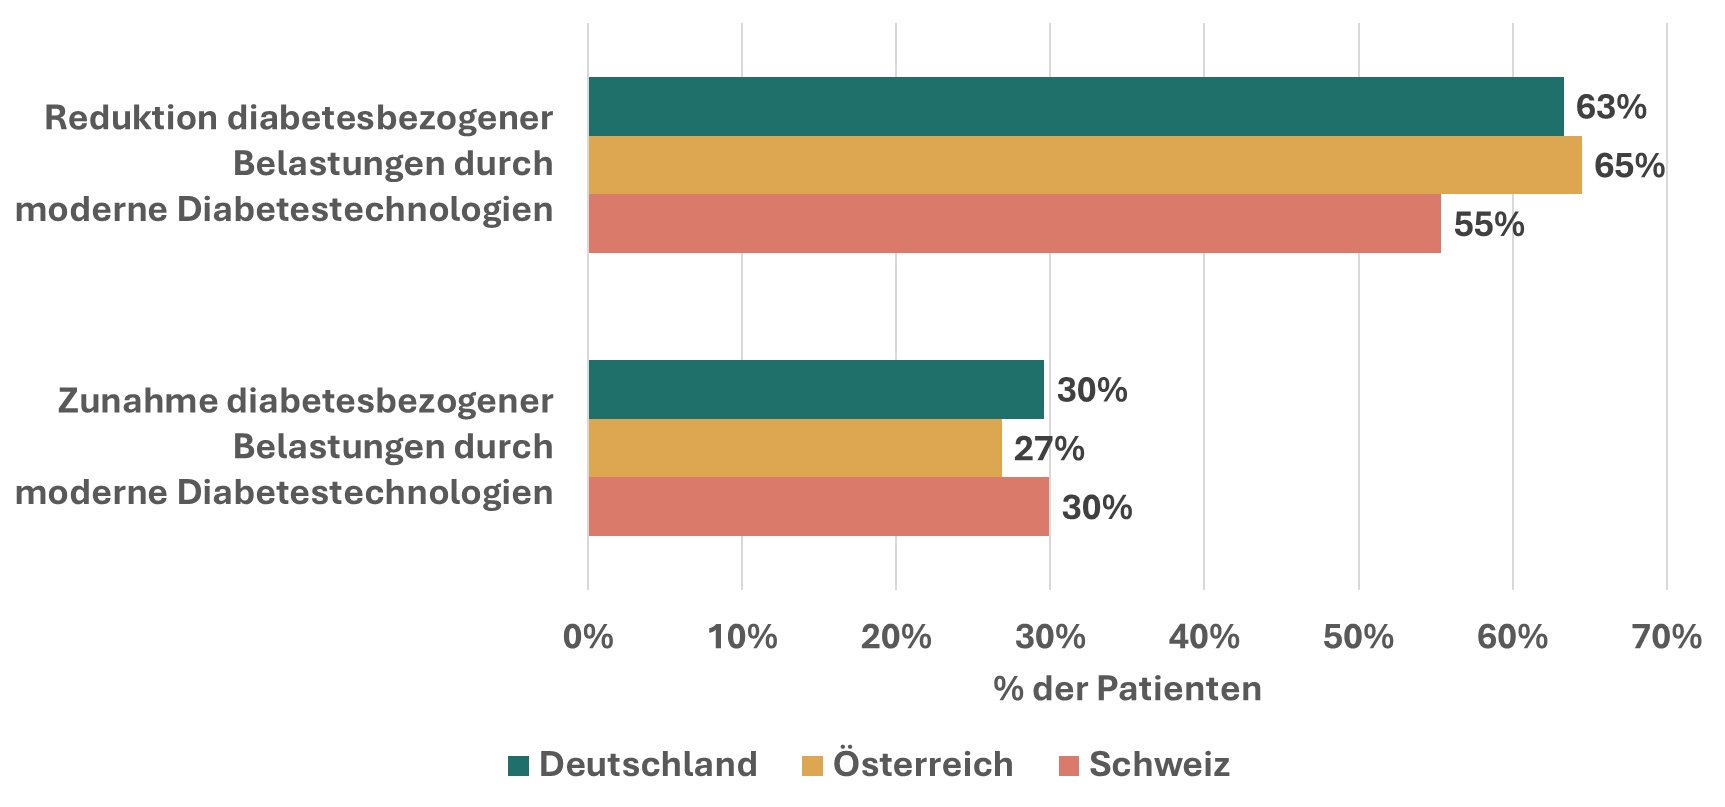 Reduktion diabetesbezogener
Belastungen durch
moderne Diabetestechnologien
63%
65%
55%
Zunahme diabetesbezogener
Belastungen durch
moderne Diabetestechnologien
30%
27%
30%
0% 10% 20% 30% 40% 50% 60% 70%
% der Patienten
Deutschland Österreich Schweiz